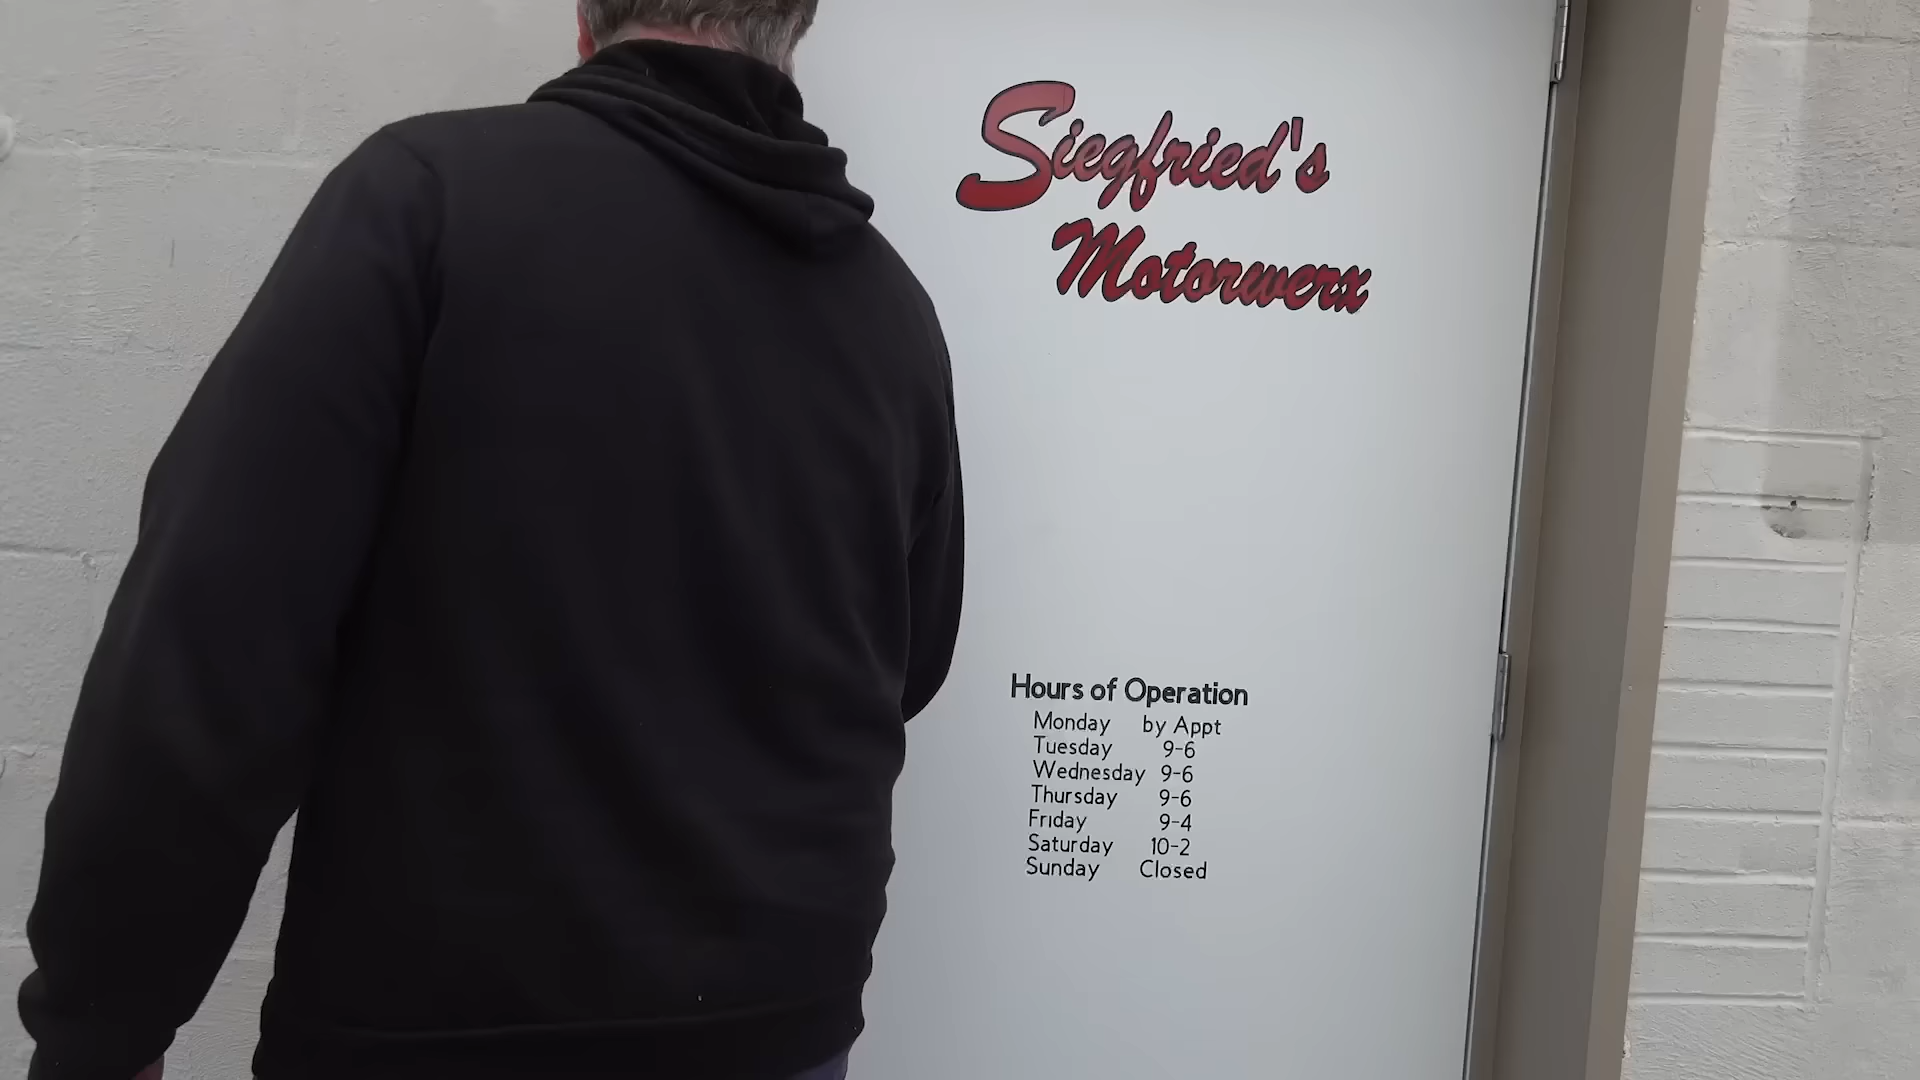 Siegfried's
Motorwerx
Hours of Operation
Monday by Appt
Tuesday 9-6
Wednesday 9-6
Thursday 9-6
Friday 9-4
Saturday 10-2
Sunday Closed